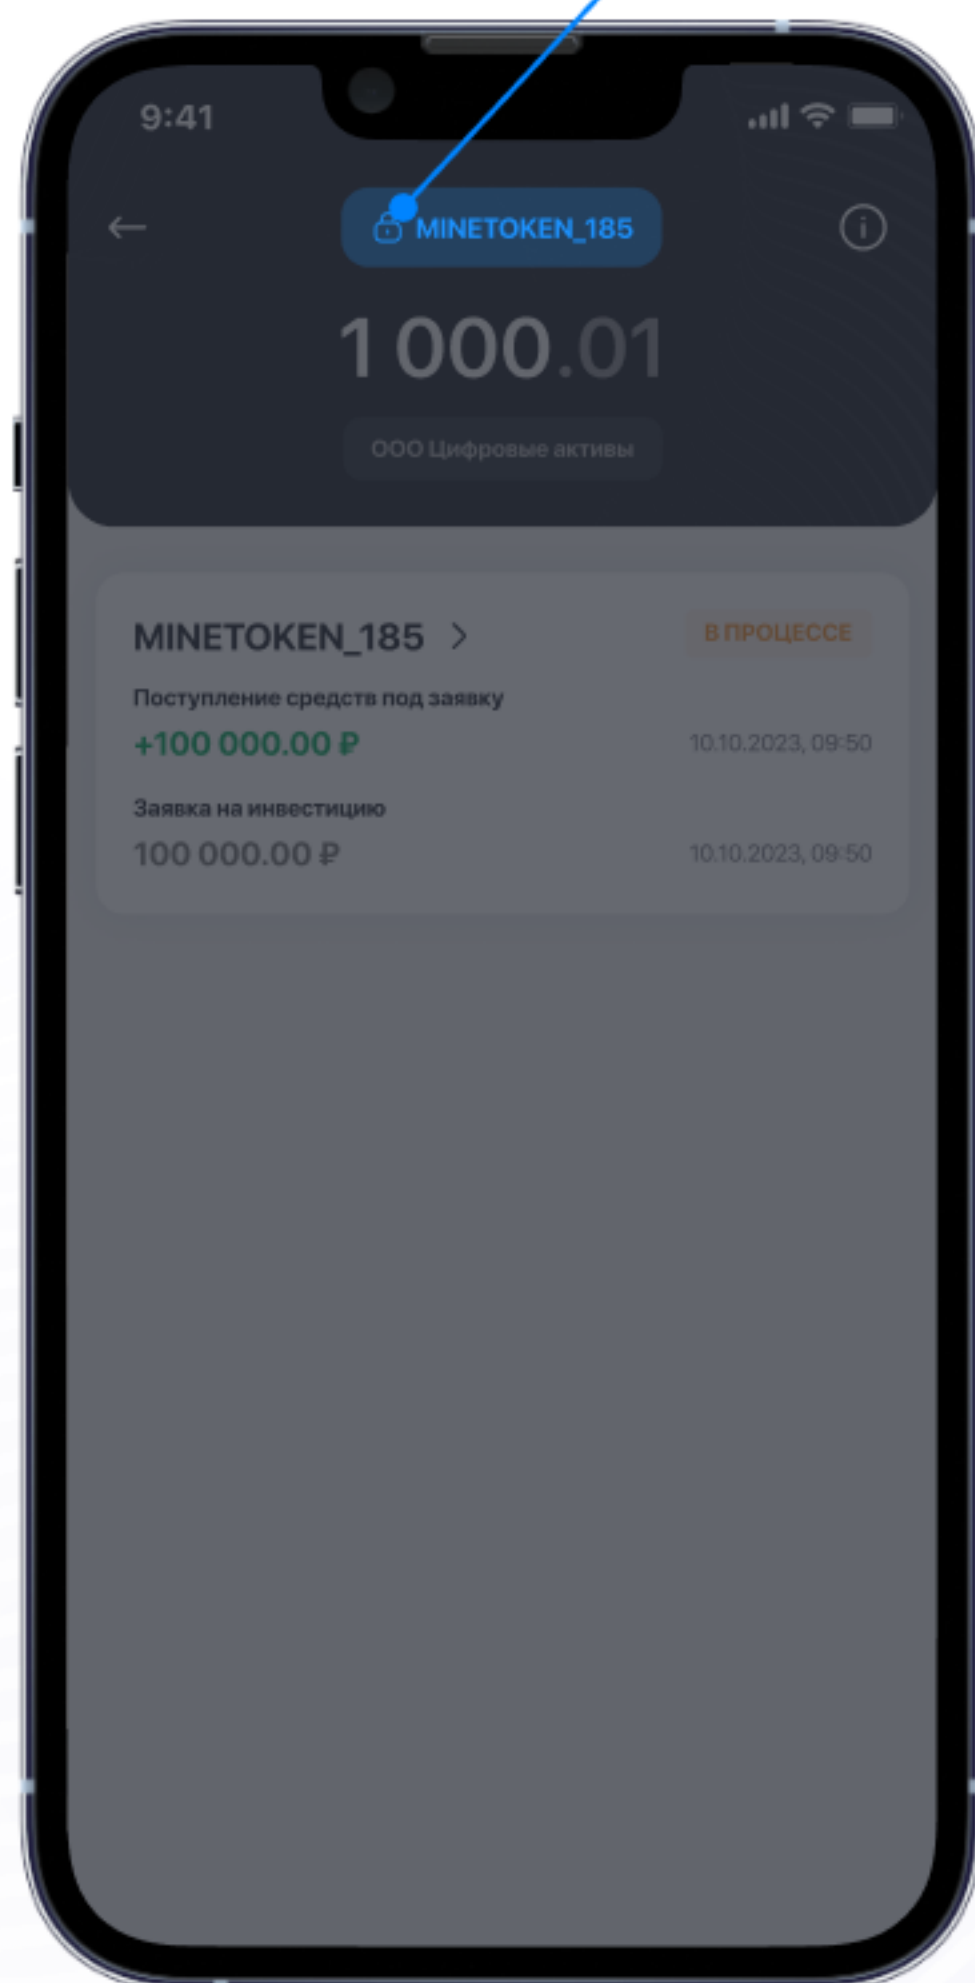 9:41
MINETOKEN_185
1 000.01
ООО Цифровые активы
MINETOKEN_185
В ПРОЦЕССЕ
Поступление средств под заявку
+100 000.00 ₽
10.10.2023, 09:50
Заявка на инвестицию
100 000.00 ₽
10.10.2023, 09:50